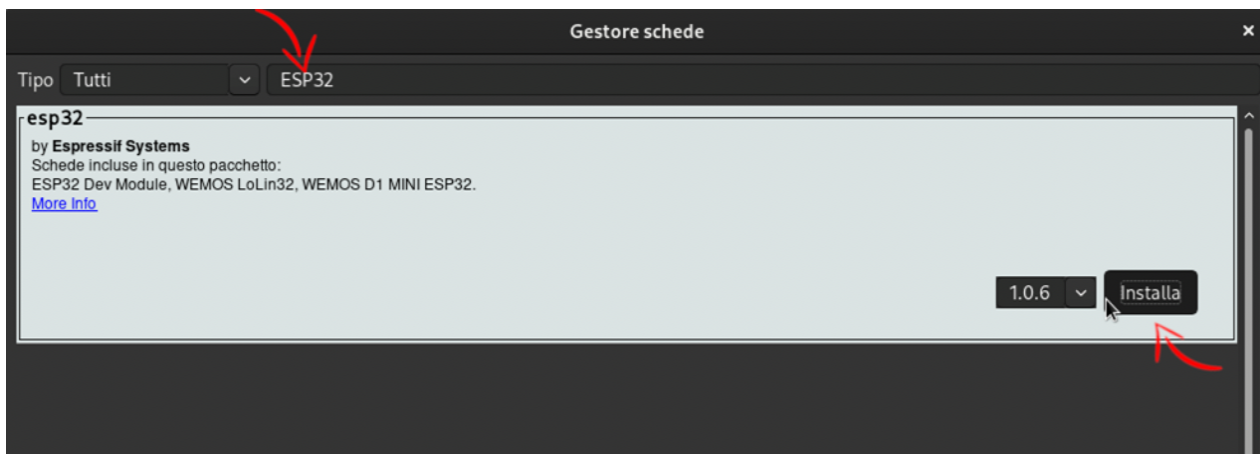 Gestore schede
Tipo Tutti ESP32
esp32
by Espressif Systems
Schede incluse in questo pacchetto:
ESP32 Dev Module, WEMOS LoLin32, WEMOS D1 MINI ESP32.
More Info
1.0.6 Installa